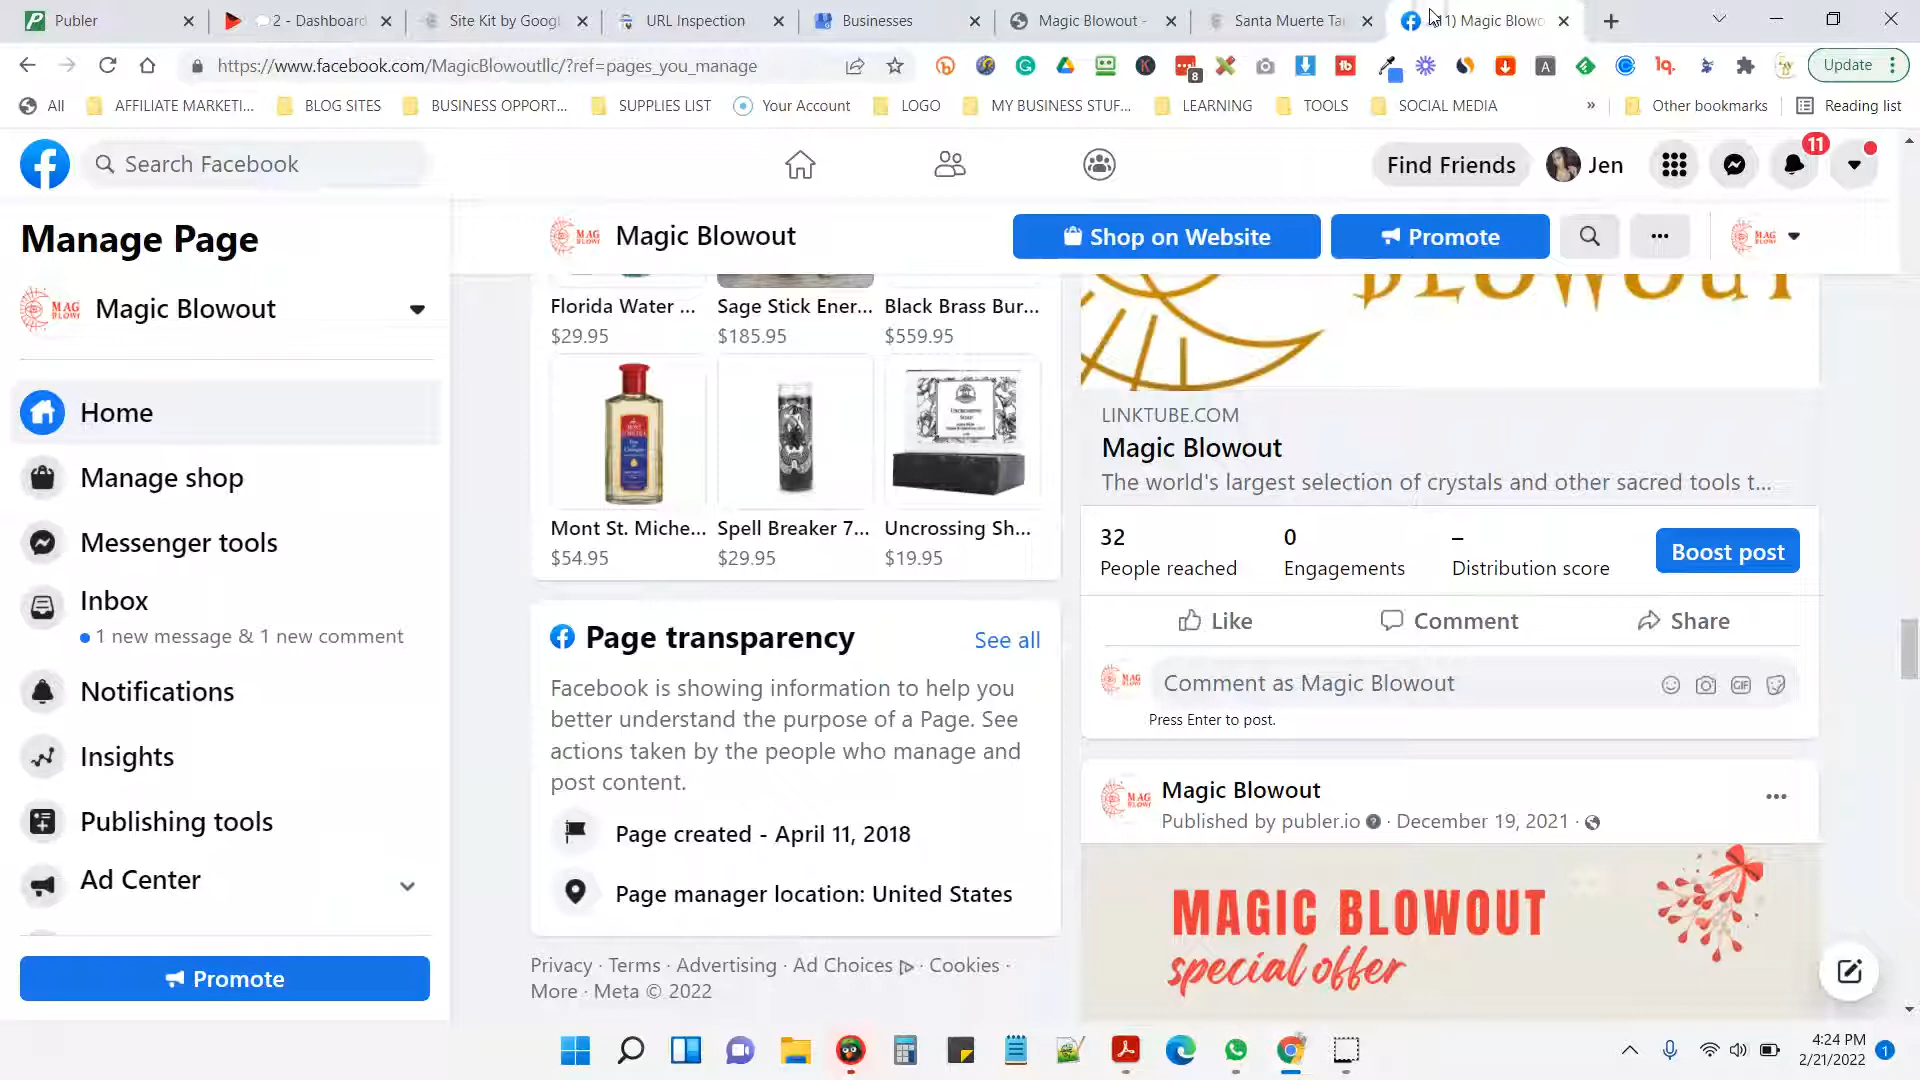 Publer
2 - Dashboard
Site Kit by Googl
URL Inspection
Businesses
Magic Blowout -
Santa Muerte Ta
11) Magic Blowo
https://www.facebook.com/MagicBlowoutllc/?ref=pages_you_manage
8
Update
All
AFFILIATE MARKETI...
BLOG SITES
BUSINESS OPPORT...
SUPPLIES LIST
Your Account
LOGO
MY BUSINESS STUF...
LEARNING
TOOLS
SOCIAL MEDIA
»
Other bookmarks
Reading list
Search Facebook
Find Friends
Jen
11
Manage Page
Magic Blowout
Home
Manage shop
Messenger tools
Inbox
1 new message & 1 new comment
Notifications
Insights
Publishing tools
Ad Center
Promote
Magic Blowout
Shop on Website
Promote
Florida Water ...
$29.95
Sage Stick Ener...
$185.95
Black Brass Bur...
$559.95
Mont St. Miche...
$54.95
Spell Breaker 7...
$29.95
Uncrossing Sh...
$19.95
Page transparency
See all
Facebook is showing information to help you
better understand the purpose of a Page. See
actions taken by the people who manage and
post content.
Page created - April 11, 2018
Page manager location: United States
Privacy · Terms · Advertising · Ad Choices · Cookies ·
More · Meta © 2022
BLOWOUT
LINKTUBE.COM
Magic Blowout
The world's largest selection of crystals and other sacred tools t...
32
People reached
0
Engagements
–
Distribution score
Boost post
Like
Comment
Share
Comment as Magic Blowout
GIF
Press Enter to post.
Magic Blowout
Published by publer.io · December 19, 2021 ·
MAGIC BLOWOUT
special offer
4:24 PM
2/21/2022
1